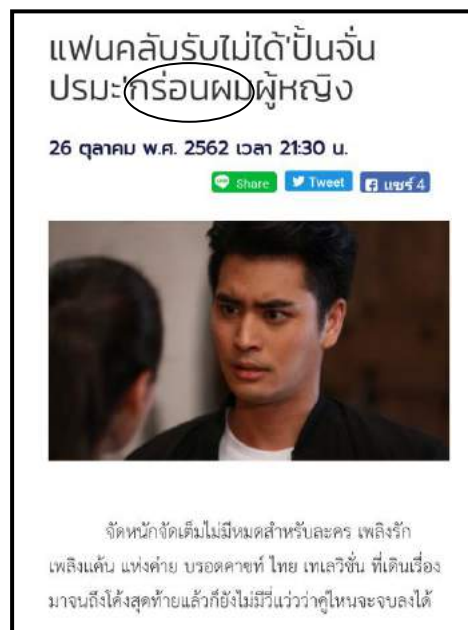 แฟนคลับรับไม่ได้'ปั้นจั่น
ปรมะ'กร่อนผมผู้หญิง
26 ตุลาคม พ.ศ. 2562 เวลา 21:30 น.
Share Tweet แชร์ 4
จัดหนักจัดเต็มไม่มีหมดสำหรับละคร เพลิงรัก
เพลิงแค้น แห่งค่าย บรอดคาซท์ ไทย เทเลวิชั่น ที่เดินเรื่อง
มาจนถึงโค้งสุดท้ายแล้วก็ยังไม่มีวี่แว่วว่าคู่ไหนจะจบลงได้